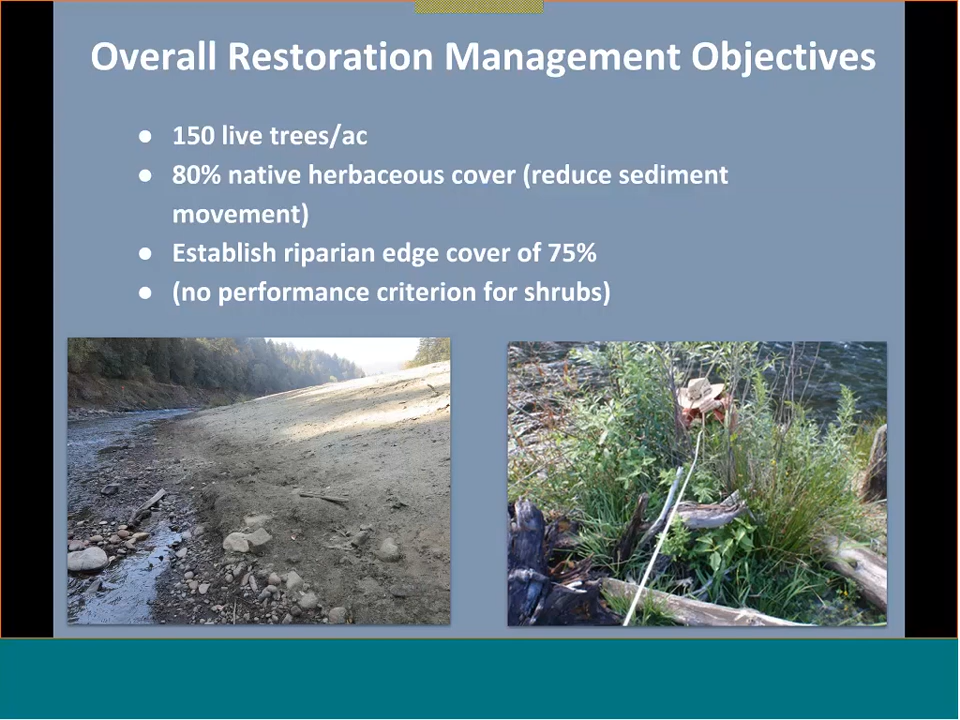 Overall Restoration Management Objectives
● 150 live trees/ac
● 80% native herbaceous cover (reduce sediment
movement)
● Establish riparian edge cover of 75%
● (no performance criterion for shrubs)